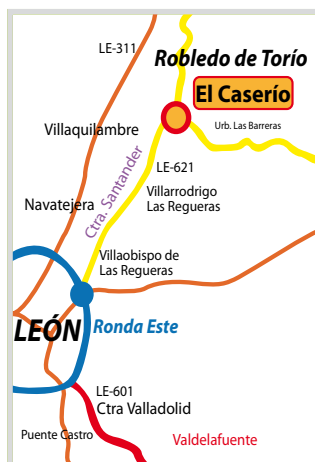 LE-311
Robledo de Torío
El Caserío
Urb. Las Barreras
Villaquilambre
LE-621
Ctra. Santander
Villarrodrigo
Las Regueras
Navatejera
Villaobispo de
Las Regueras
LEÓN
Ronda Este
LE-601
Ctra Valladolid
Puente Castro
Valdelafuente